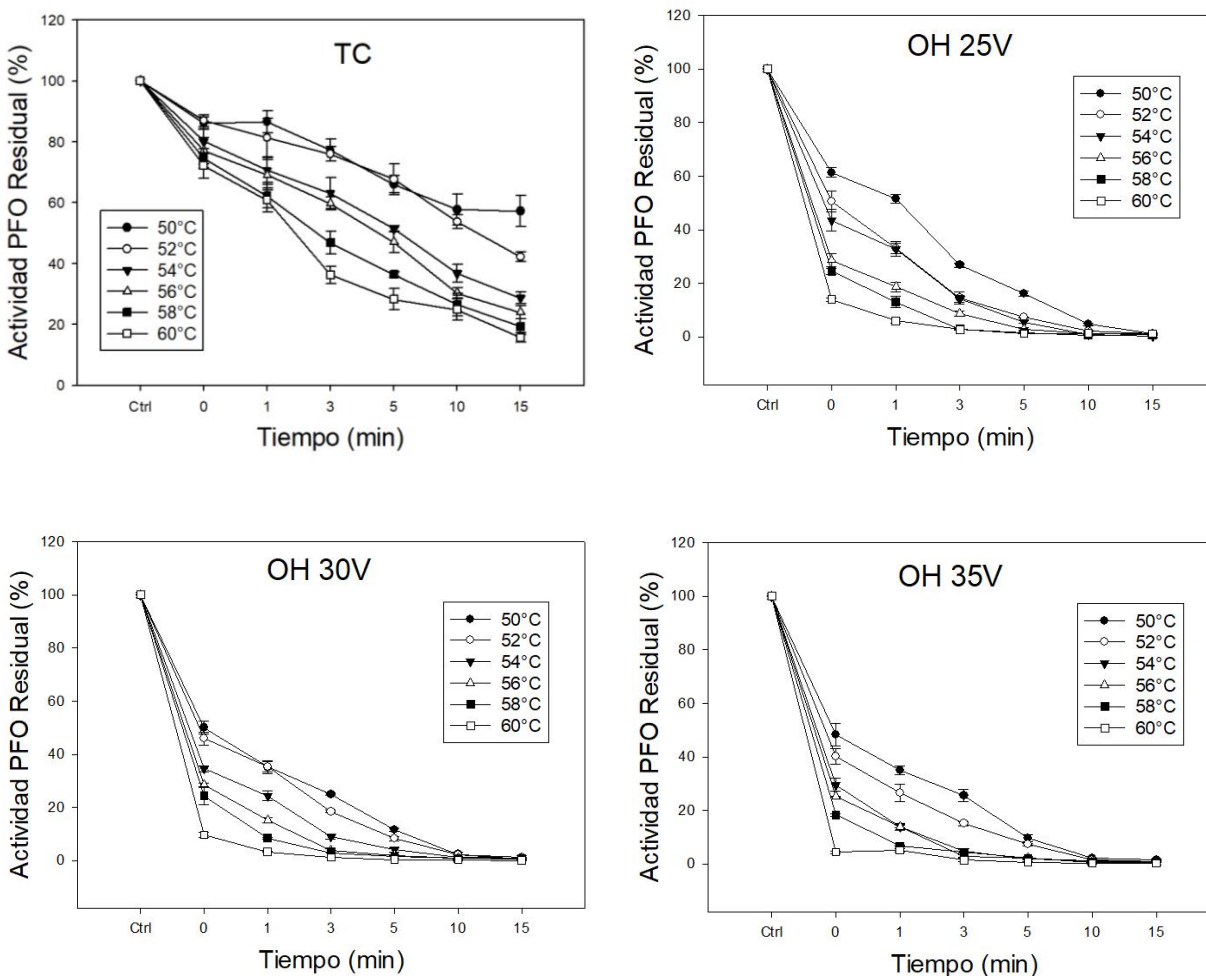 TC
Actividad PFO Residual (%)
120
100
80
60
40
20
0
50°C
52°C
54°C
56°C
58°C
60°C
Ctrl 0 1 3 5 10 15
Tiempo (min)
OH 25V
Actividad PFO Residual (%)
120
100
80
60
40
20
0
50°C
52°C
54°C
56°C
58°C
60°C
Ctrl 0 1 3 5 10 15
Tiempo (min)
OH 30V
Actividad PFO Residual (%)
120
100
80
60
40
20
0
50°C
52°C
54°C
56°C
58°C
60°C
Ctrl 0 1 3 5 10 15
Tiempo (min)
OH 35V
Actividad PFO Residual (%)
120
100
80
60
40
20
0
50°C
52°C
54°C
56°C
58°C
60°C
Ctrl 0 1 3 5 10 15
Tiempo (min)